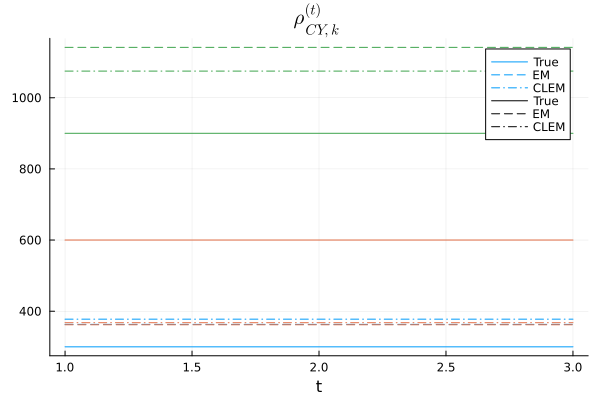 ρ_{CY, k}^{(t)}
True
EM
CLEM
True
EM
CLEM
1000
800
600
400
1.0 1.5 2.0 2.5 3.0
t